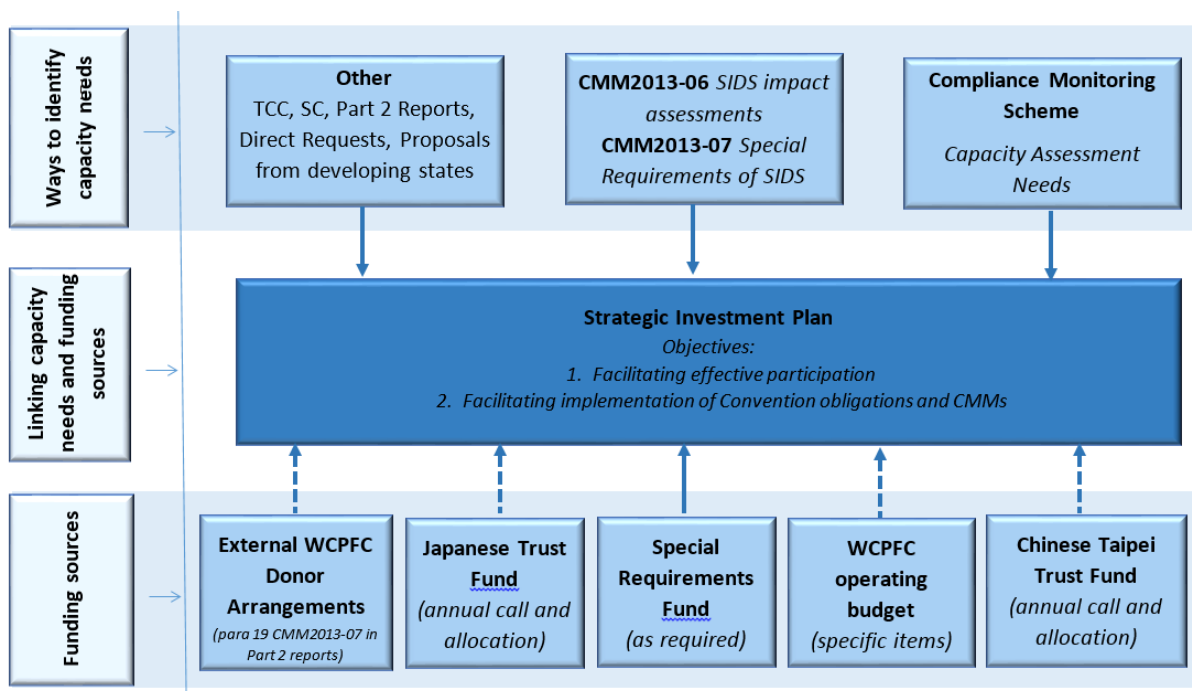 Ways to identify
capacity needs
Other
TCC, SC, Part 2 Reports,
Direct Requests, Proposals
from developing states
CMM2013-06 SIDS impact
assessments
CMM2013-07 Special
Requirements of SIDS
Compliance Monitoring
Scheme
Capacity Assessment
Needs
Linking capacity
needs and funding
sources
Strategic Investment Plan
Objectives:
1. Facilitating effective participation
2. Facilitating implementation of Convention obligations and CMMs
Funding sources
External WCPFC
Donor
Arrangements
(para 19 CMM2013-07 in
Part 2 reports)
Japanese Trust
Fund
(annual call and
allocation)
Special
Requirements
Fund
(as required)
WCPFC
operating
budget
(specific items)
Chinese Taipei
Trust Fund
(annual call and
allocation)